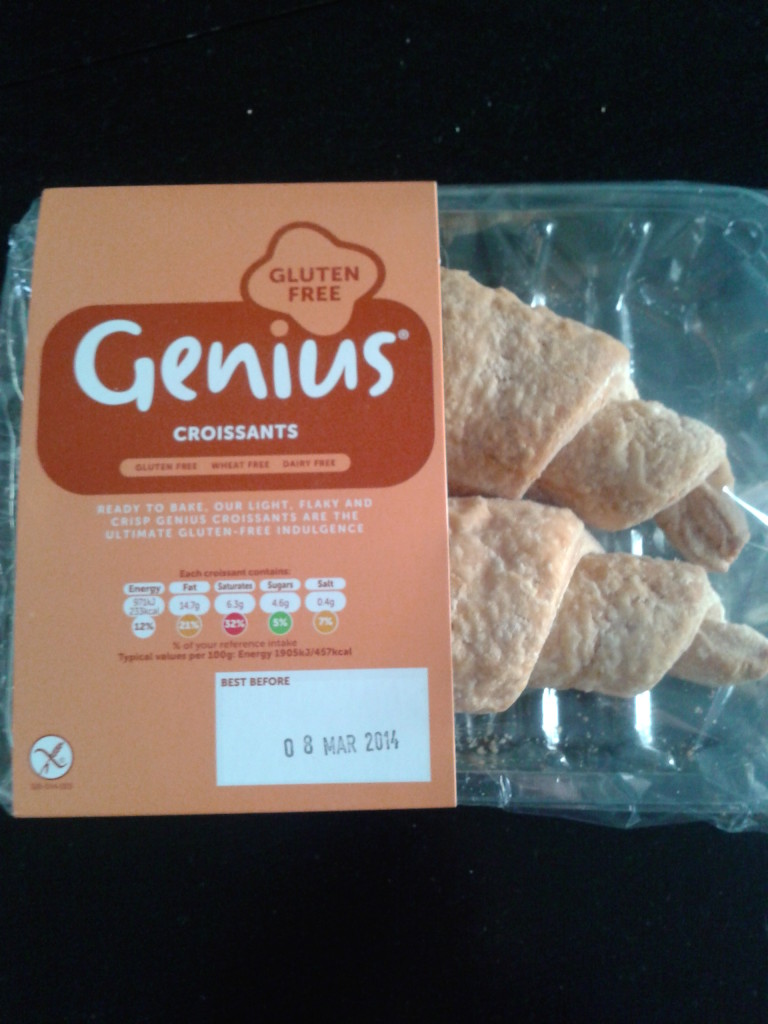 GLUTEN
FREE
Genius®
CROISSANTS
GLUTEN FREE WHEAT FREE DAIRY FREE
READY TO BAKE, OUR LIGHT, FLAKY AND
CRISP GENIUS CROISSANTS ARE THE
ULTIMATE GLUTEN-FREE INDULGENCE
Each croissant contains:
Energy Fat Saturates Sugars Salt
971kJ
233kcal 14.7g 6.3g 4.6g 0.4g
12% 21% 32% 5% 7%
% of your reference intake
Typical values per 100g: Energy 1905kJ/457kcal
BEST BEFORE
08 MAR 2014